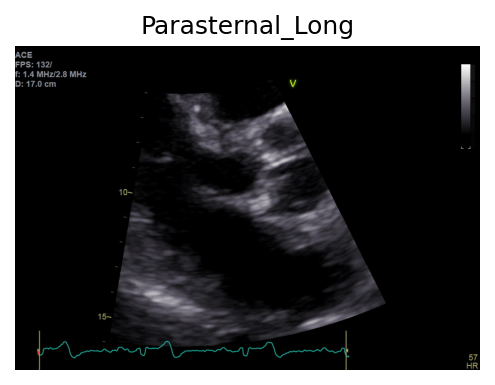 Parasternal_Long
ACE
FPS: 132/
f: 1.4 MHz/2.8 MHz
D: 17.0 cm
V
10
15
57
HR